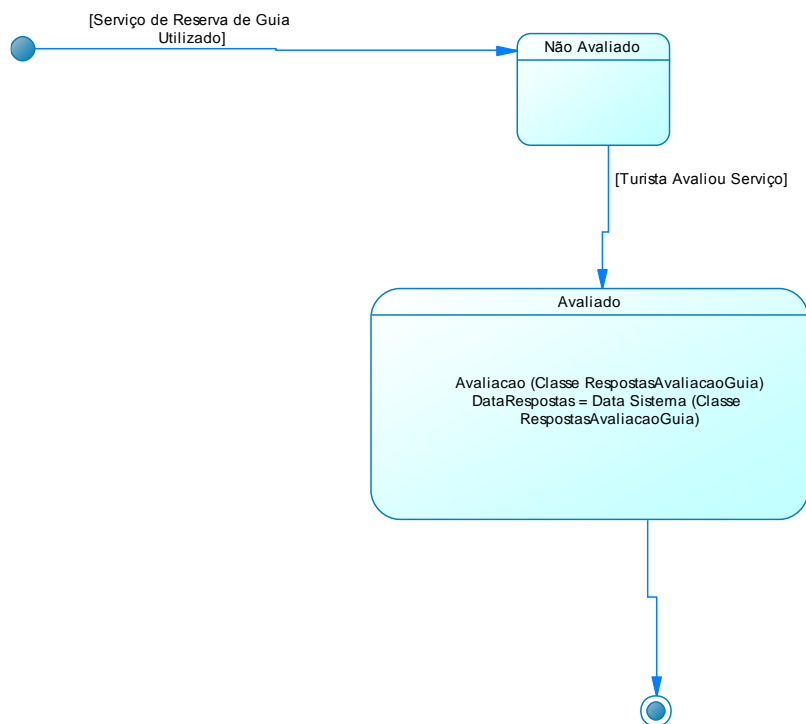 [Serviço de Reserva de Guia
Utilizado]
Não Avaliado
[Turista Avaliou Serviço]
Avaliado
Avaliacao (Classe RespostasAvaliacaoGuia)
DataRespostas = Data Sistema (Classe
RespostasAvaliacaoGuia)